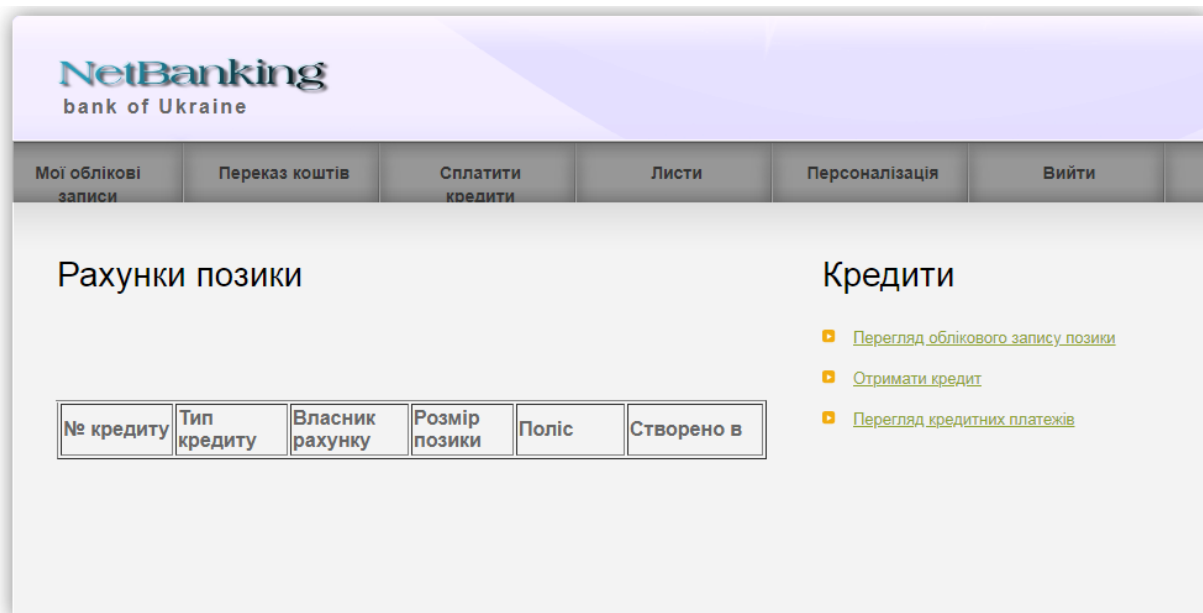 NetBanking
bank of Ukraine
Мої облікові записи
Переказ коштів
Сплатити кредити
Листи
Персоналізація
Вийти
Рахунки позики
№ кредиту
Тип кредиту
Власник рахунку
Розмір позики
Поліс
Створено в
Кредити
Перегляд облікового запису позики
Отримати кредит
Перегляд кредитних платежів